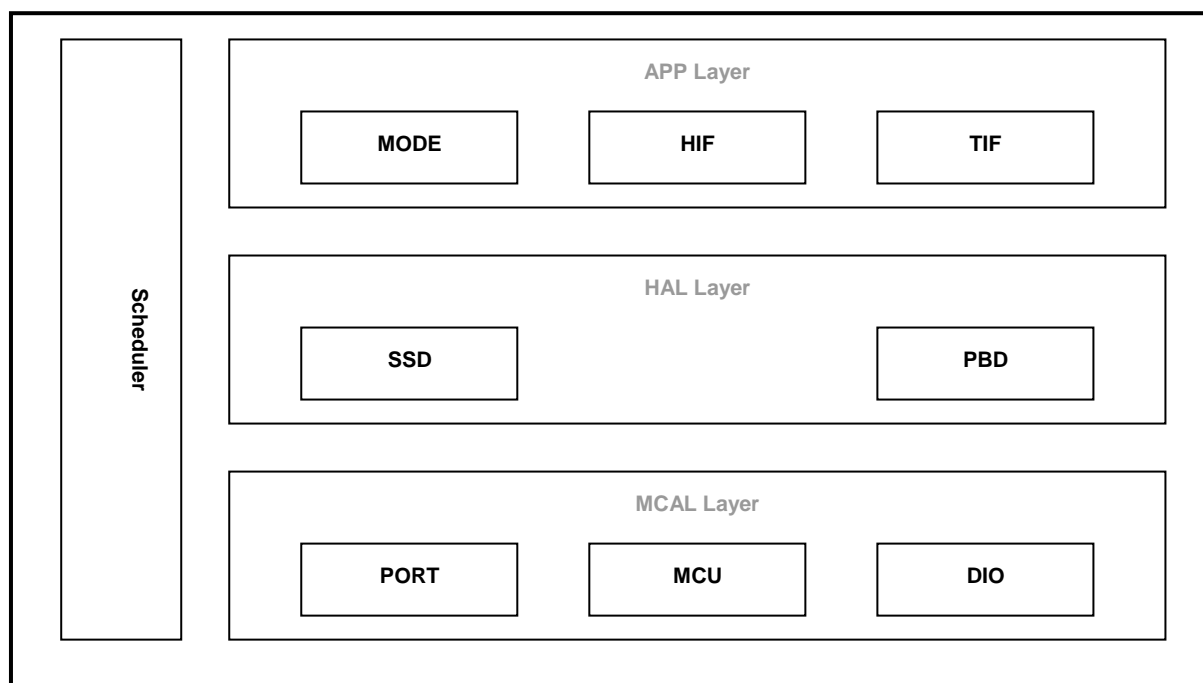 Scheduler
APP Layer
MODE
HIF
TIF
HAL Layer
SSD
PBD
MCAL Layer
PORT
MCU
DIO